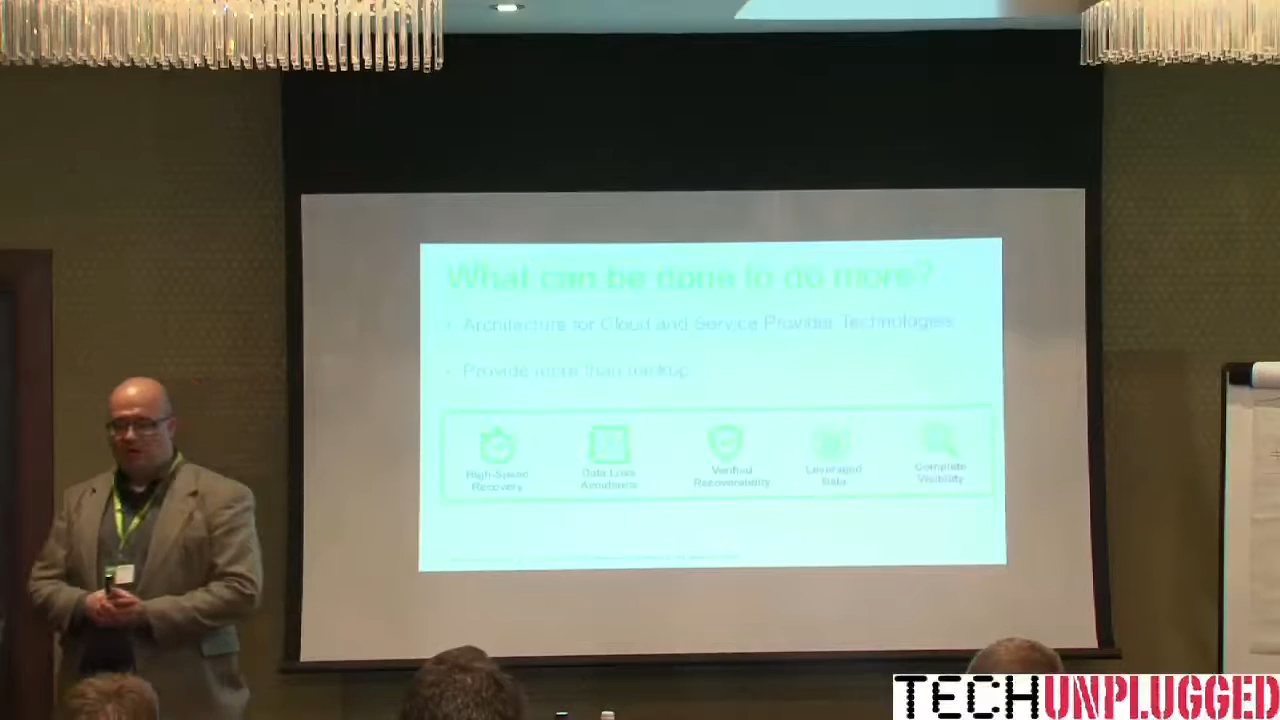 What can be done to do more?
• Architecture for Cloud and Service Provider Technologies
• Provide more than backup
High-Speed
Recovery
Data Loss
Avoidance
Verified
Recoverability
Leveraged
Data
Complete
Visibility
TECHUNPLUGGED